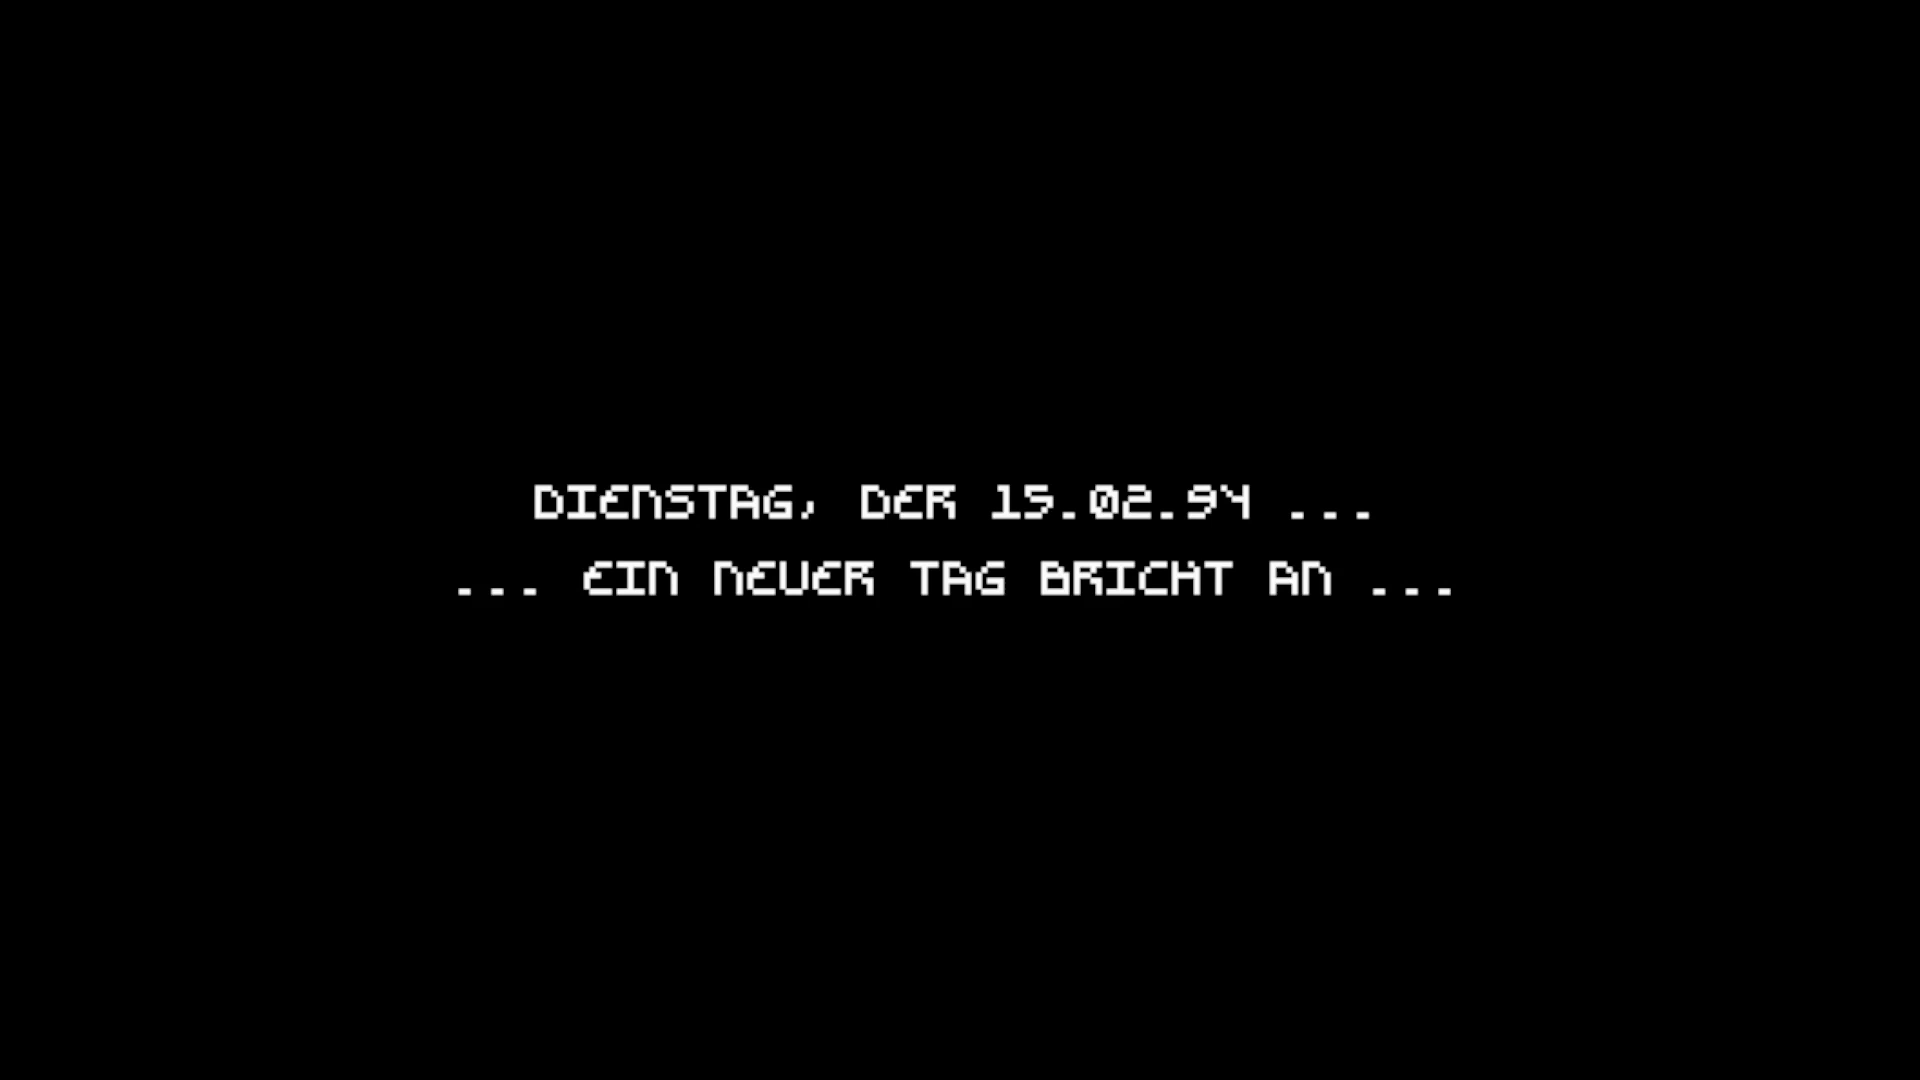 DIENSTAG, DER 15.02.94 ...
... EIN NEUER TAG BRICHT AN ...